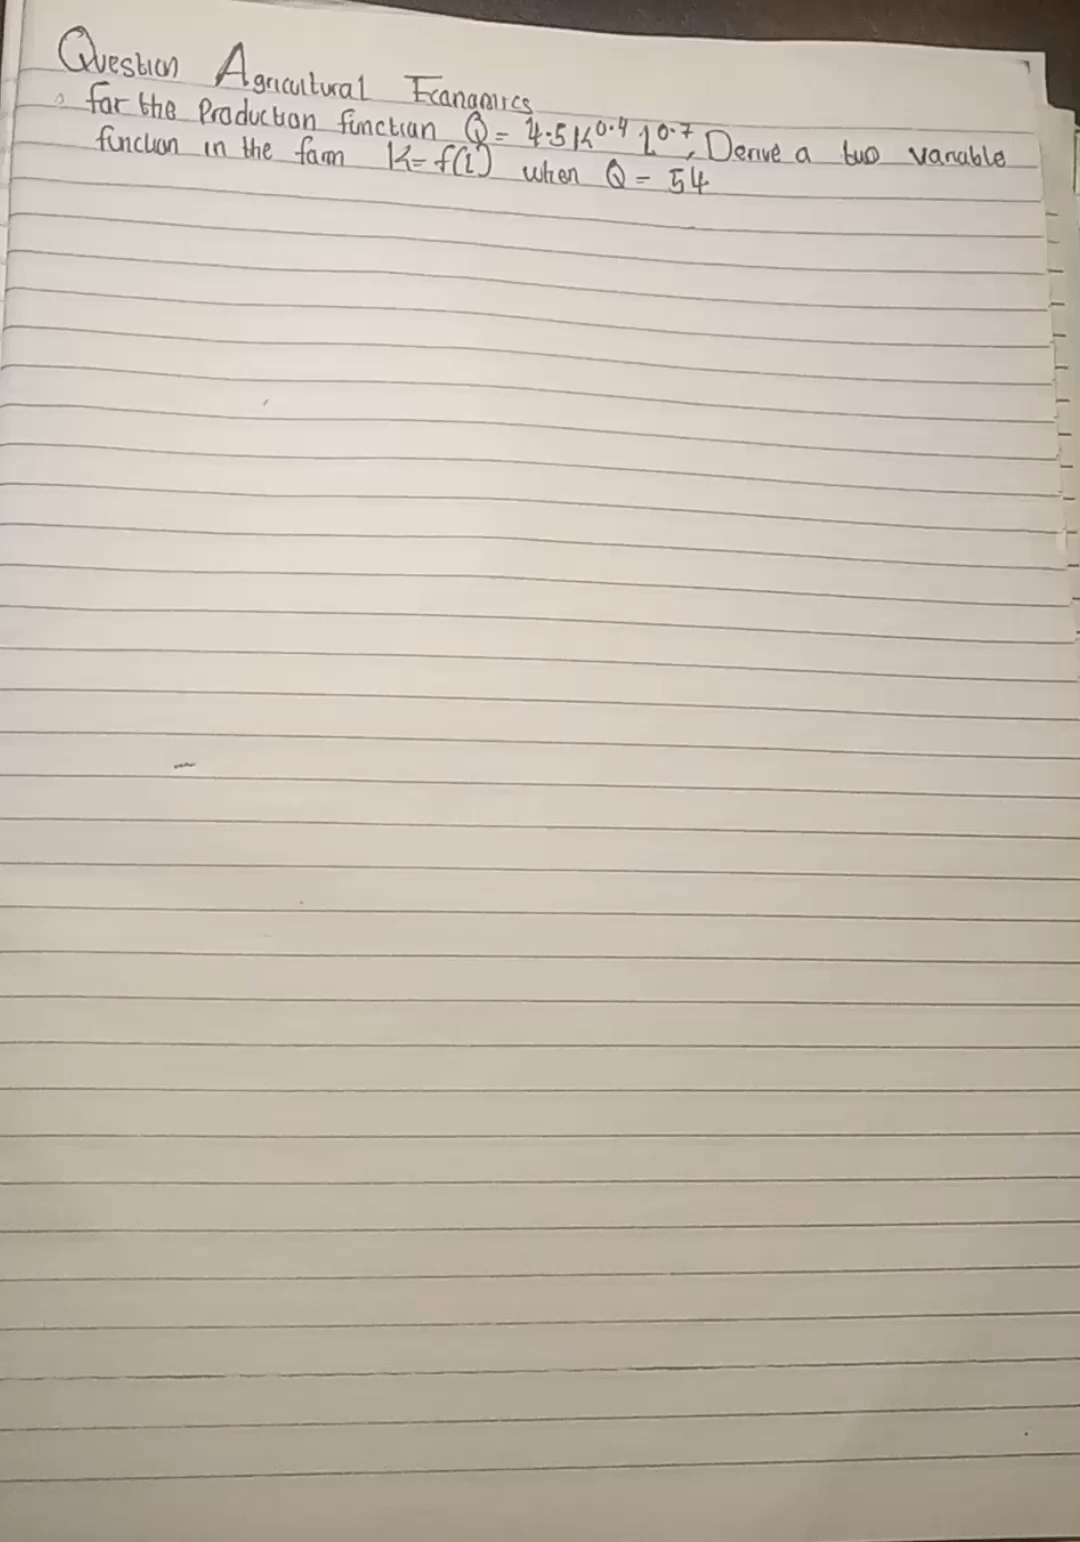 Question Agricultural Economics
for the Production function Q = 4.5K^0.4 L^0.7, Derive a two variable
function in the form K = f(L) when Q = 54